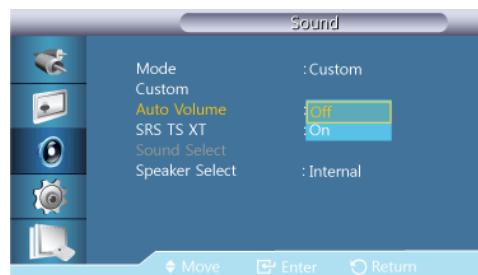 Sound
Mode : Custom
Custom
Auto Volume : Off
SRS TS XT : On
Sound Select
Speaker Select : Internal
Move Enter Return